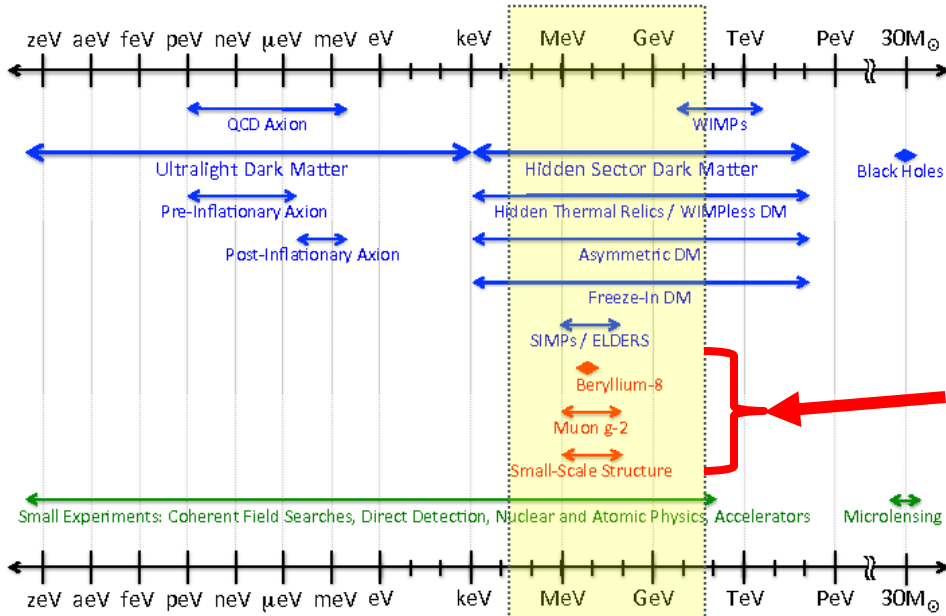 zeV aeV feV peV neV μeV meV eV keV MeV GeV TeV PeV 30M☉
QCD Axion WIMPs
Ultralight Dark Matter Hidden Sector Dark Matter Black Holes
Pre-Inflationary Axion Hidden Thermal Relics / WIMPless DM
Post-Inflationary Axion Asymmetric DM
Freeze-In DM
SIMPs / ELDERS
Beryllium-8
Muon g-2
Small-Scale Structure
Small Experiments: Coherent Field Searches, Direct Detection, Nuclear and Atomic Physics, Accelerators Microlensing
zeV aeV feV peV neV μeV meV eV keV MeV GeV TeV PeV 30M☉